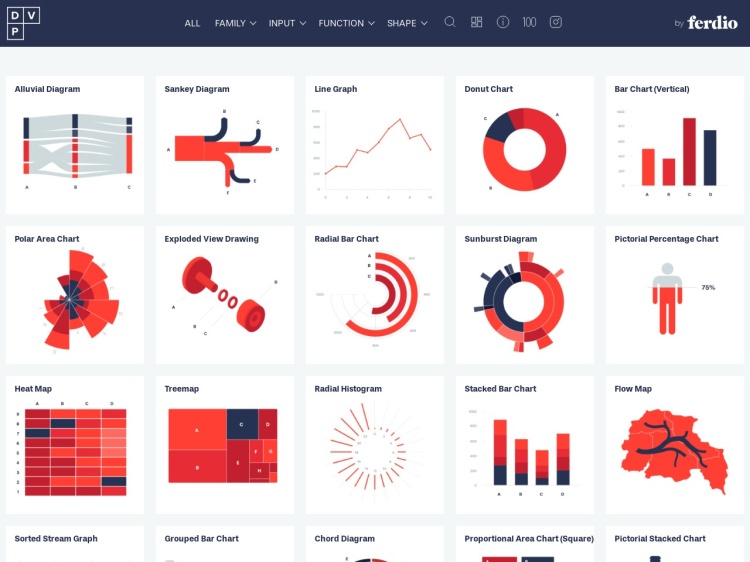 D V
P
ALL FAMILY INPUT FUNCTION SHAPE 100 by ferdio
Alluvial Diagram
A B C
Sankey Diagram
A B C D E F
Line Graph
Donut Chart
A B C
Bar Chart (Vertical)
A B C D
Polar Area Chart
Exploded View Drawing
A B C D
Radial Bar Chart
A
B
C
Sunburst Diagram
Pictorial Percentage Chart
75%
Heat Map
A B C D
9
8
7
6
5
4
3
2
1
Treemap
A B C D E F G H
Radial Histogram
Stacked Bar Chart
A B C D
Flow Map
Sorted Stream Graph
Grouped Bar Chart
Chord Diagram
Proportional Area Chart (Square)
Pictorial Stacked Chart